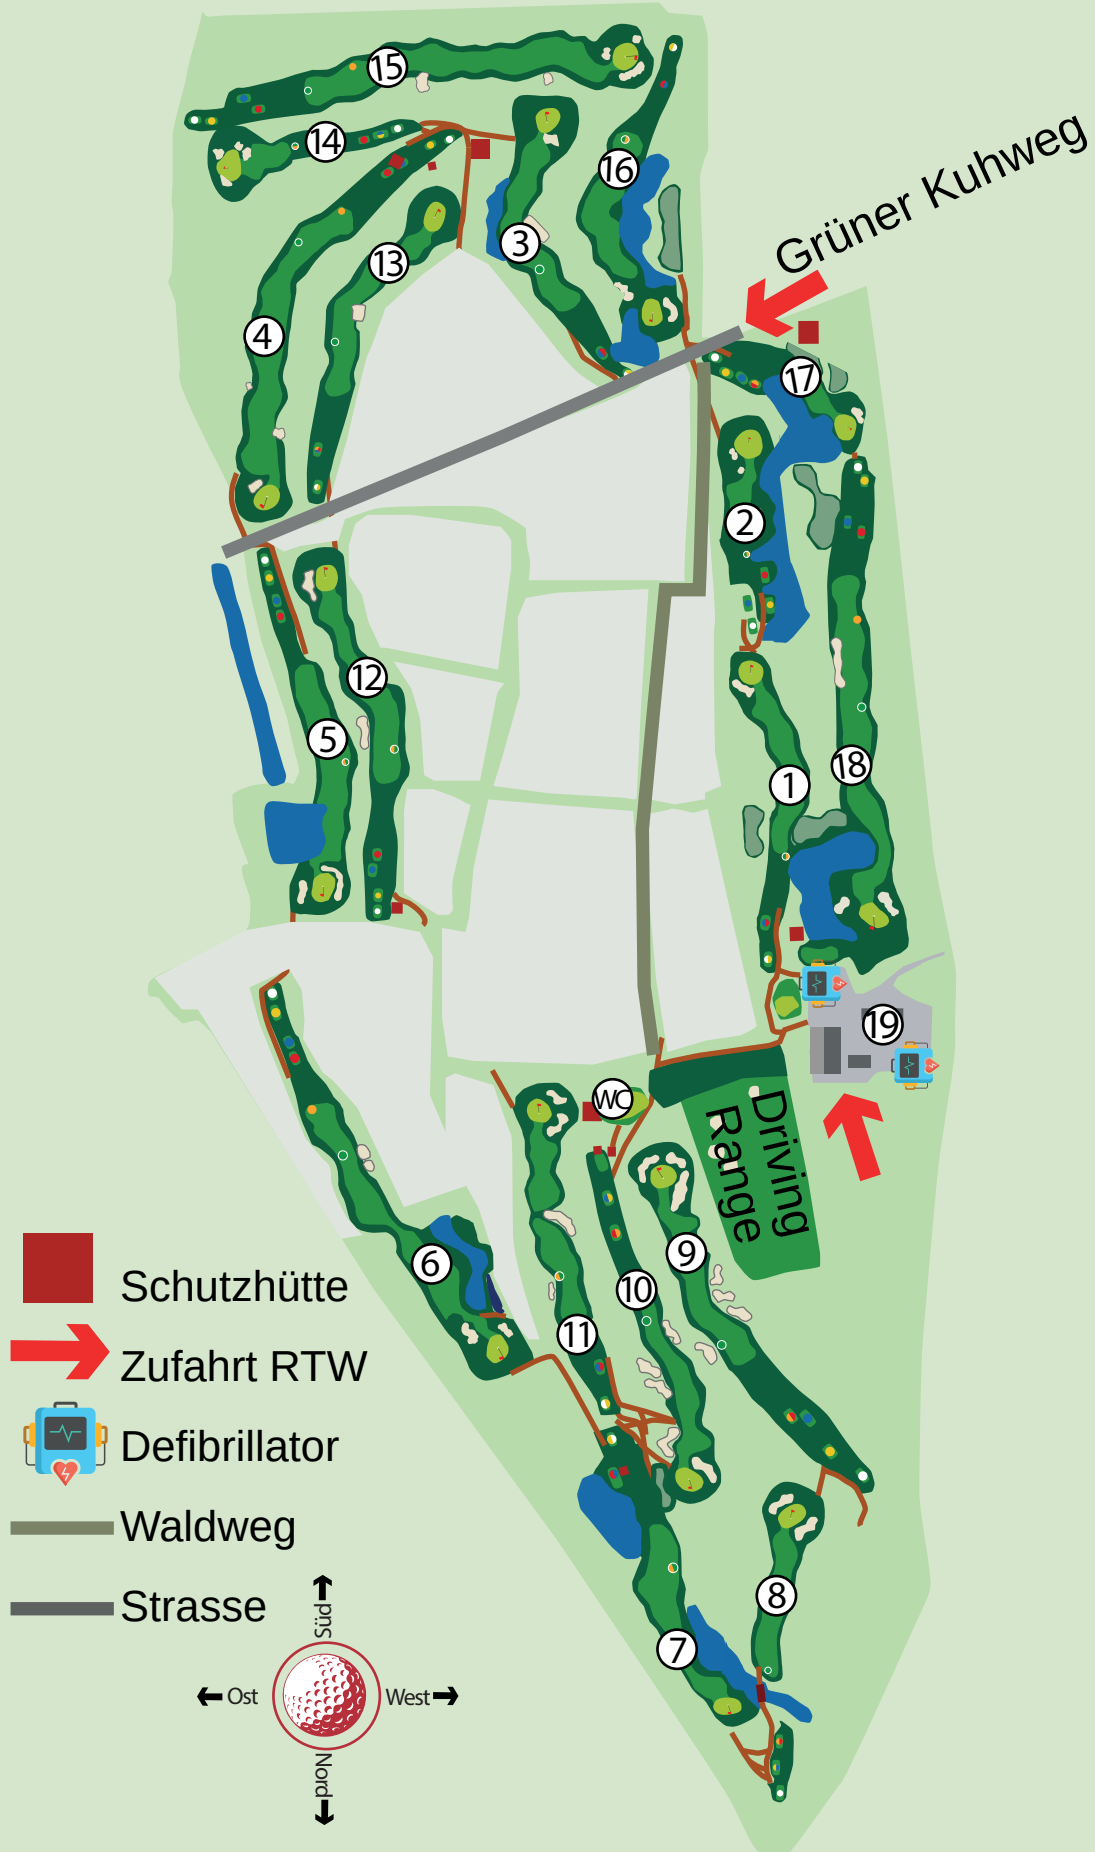 15
14
16
Grüner Kuhweg
3
13
4
17
2
12
5
18
1
19
WC
Driving
Range
9
6
10
11
8
7
Schutzhütte
Zufahrt RTW
Defibrillator
Waldweg
Strasse
Süd
Ost
West
Nord